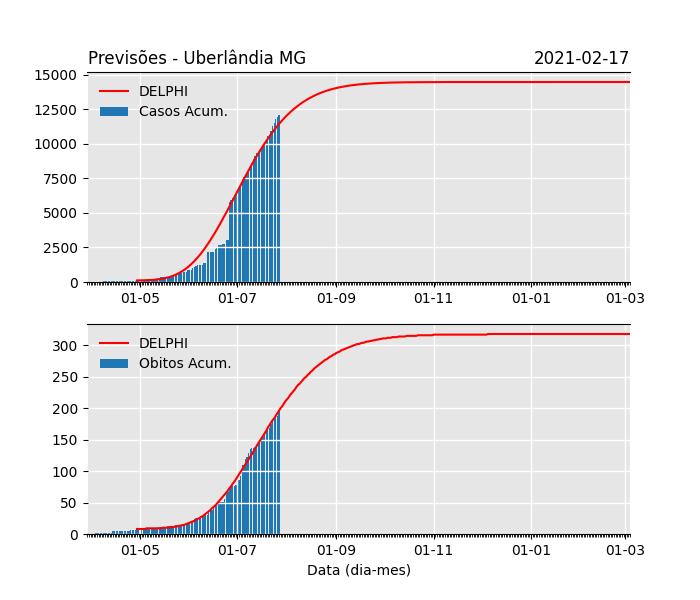 Previsões - Uberlândia MG 2021-02-17
15000
12500
10000
7500
5000
2500
0
DELPHI
Casos Acum.
01-05 01-07 01-09 01-11 01-01 01-03
300
250
200
150
100
50
0
DELPHI
Obitos Acum.
01-05 01-07 01-09 01-11 01-01 01-03
Data (dia-mes)